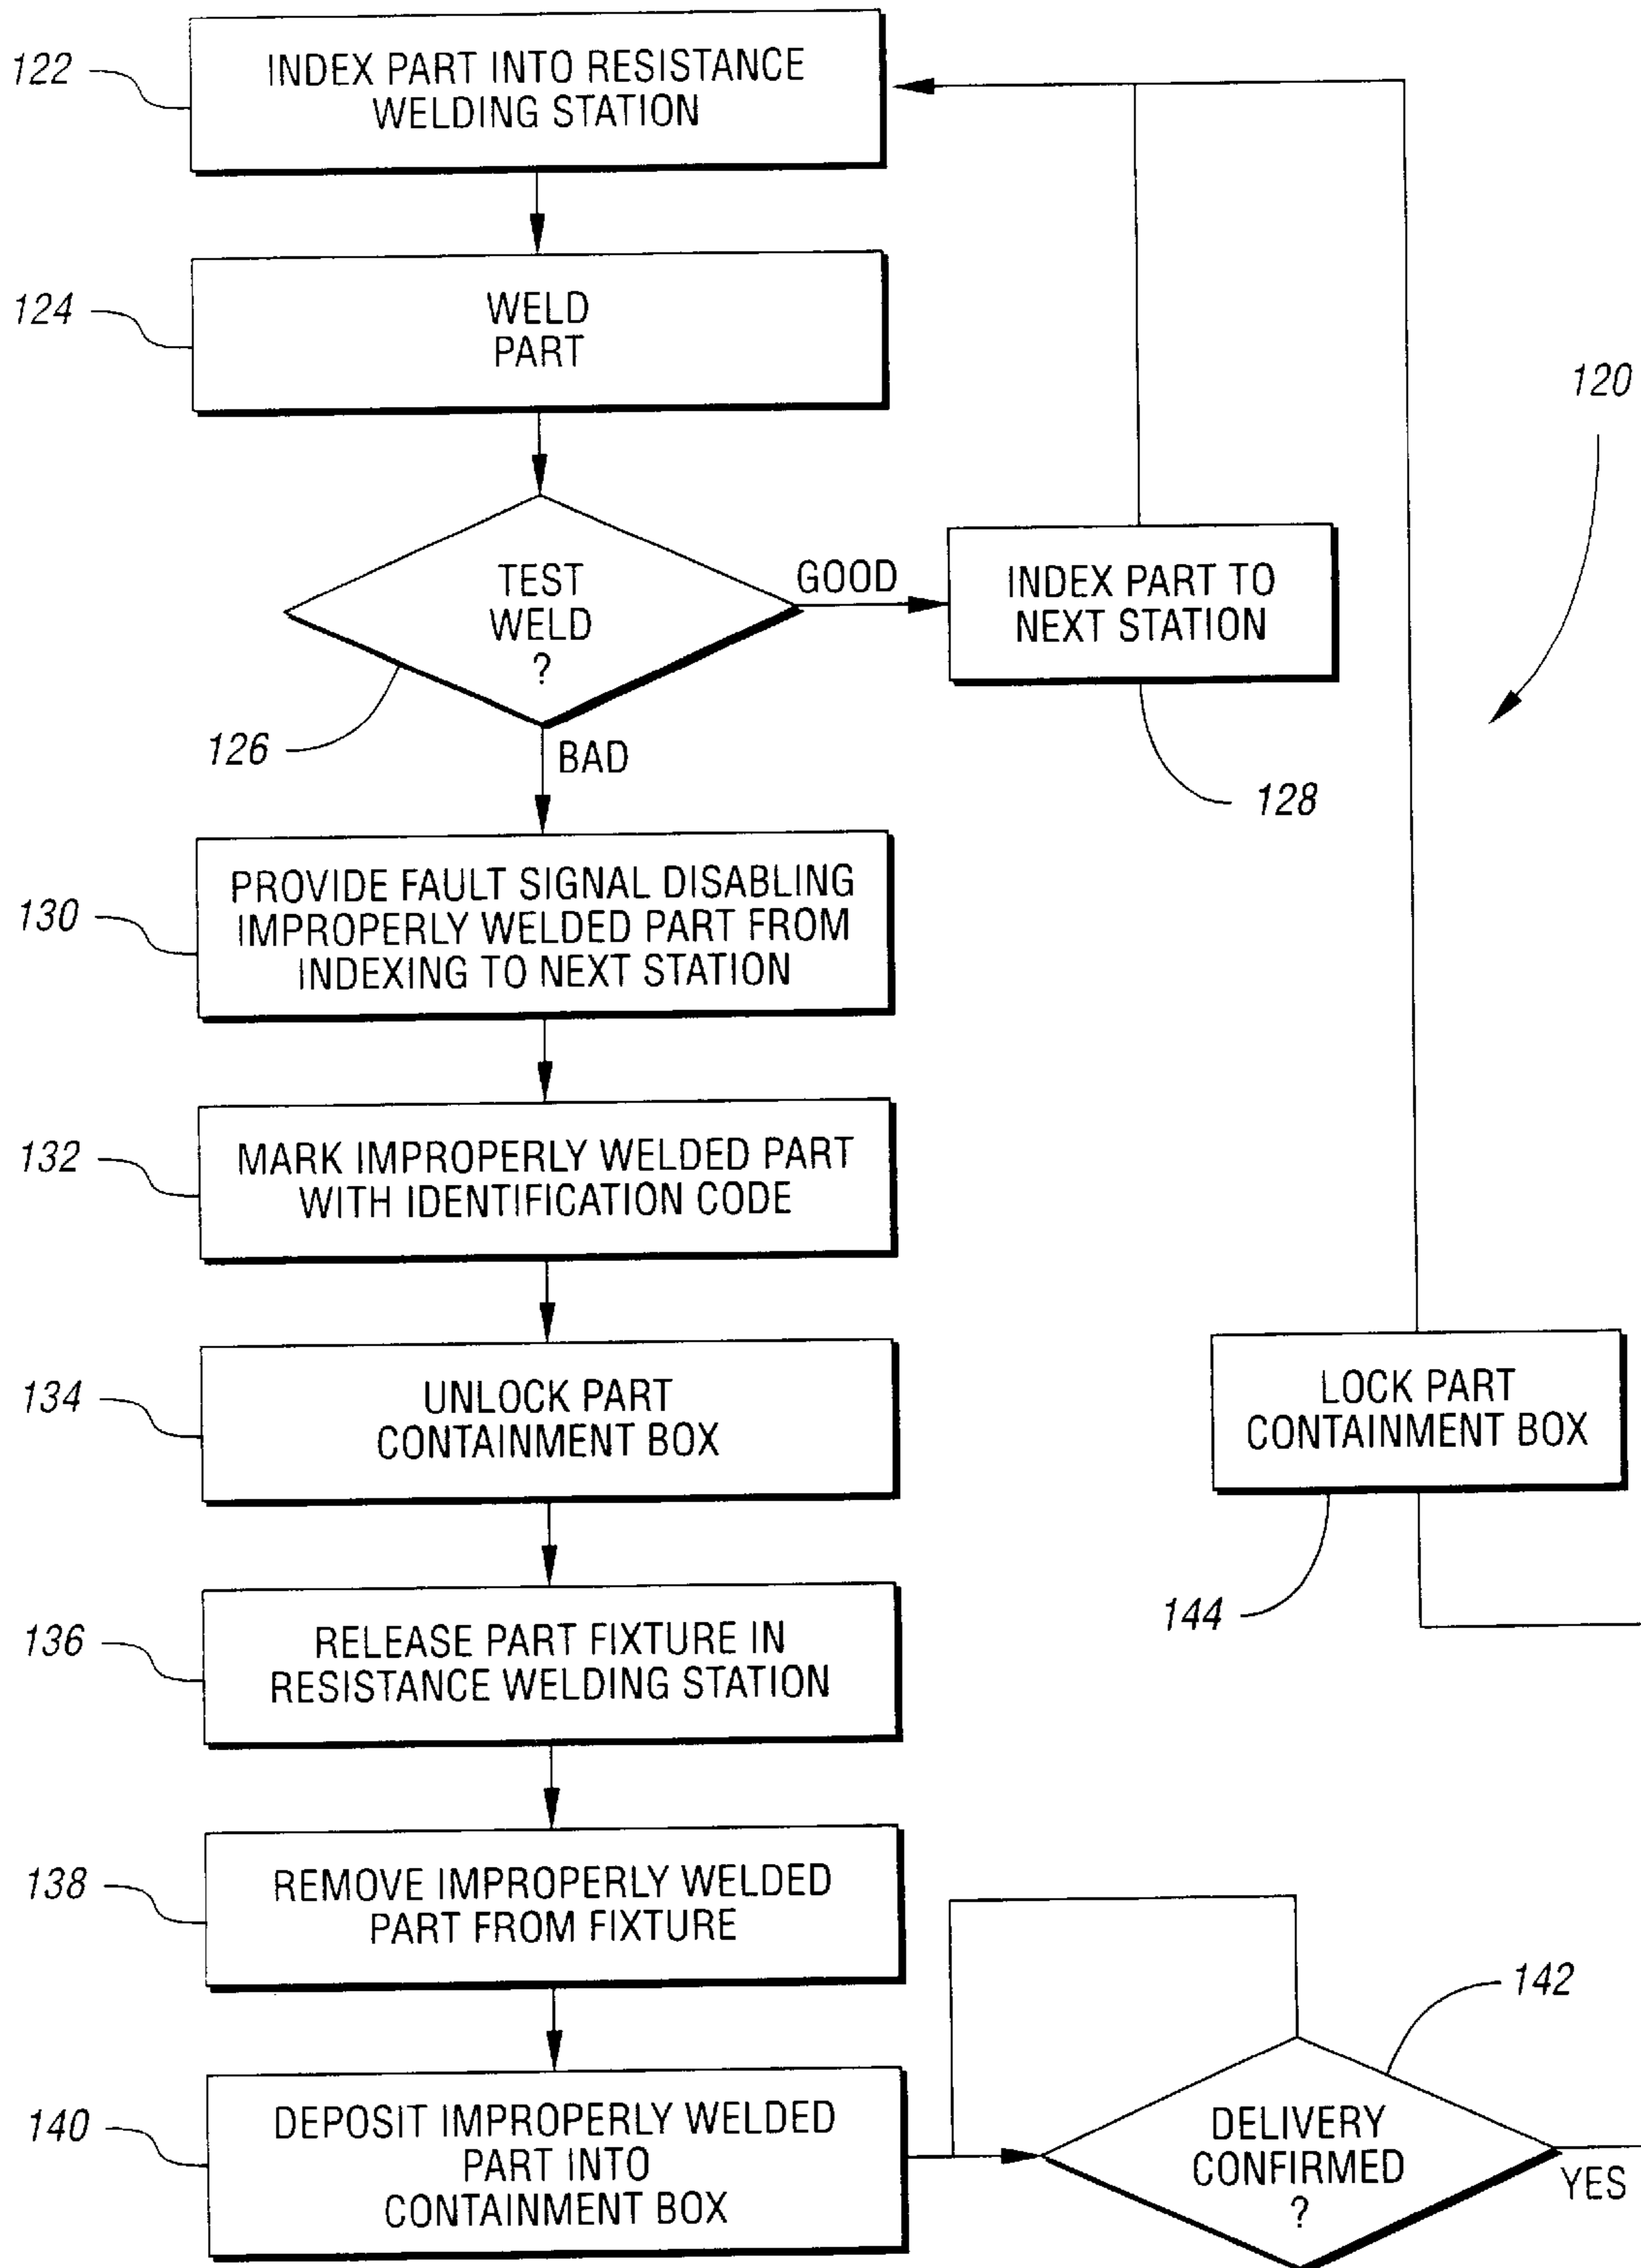 122
INDEX PART INTO RESISTANCE
WELDING STATION
124
WELD
PART
120
TEST
WELD
?
GOOD
INDEX PART TO
NEXT STATION
126
BAD
128
130
PROVIDE FAULT SIGNAL DISABLING
IMPROPERLY WELDED PART FROM
INDEXING TO NEXT STATION
132
MARK IMPROPERLY WELDED PART
WITH IDENTIFICATION CODE
134
UNLOCK PART
CONTAINMENT BOX
LOCK PART
CONTAINMENT BOX
144
136
RELEASE PART FIXTURE IN
RESISTANCE WELDING STATION
138
REMOVE IMPROPERLY WELDED
PART FROM FIXTURE
142
140
DEPOSIT IMPROPERLY WELDED
PART INTO
CONTAINMENT BOX
DELIVERY
CONFIRMED
?
YES